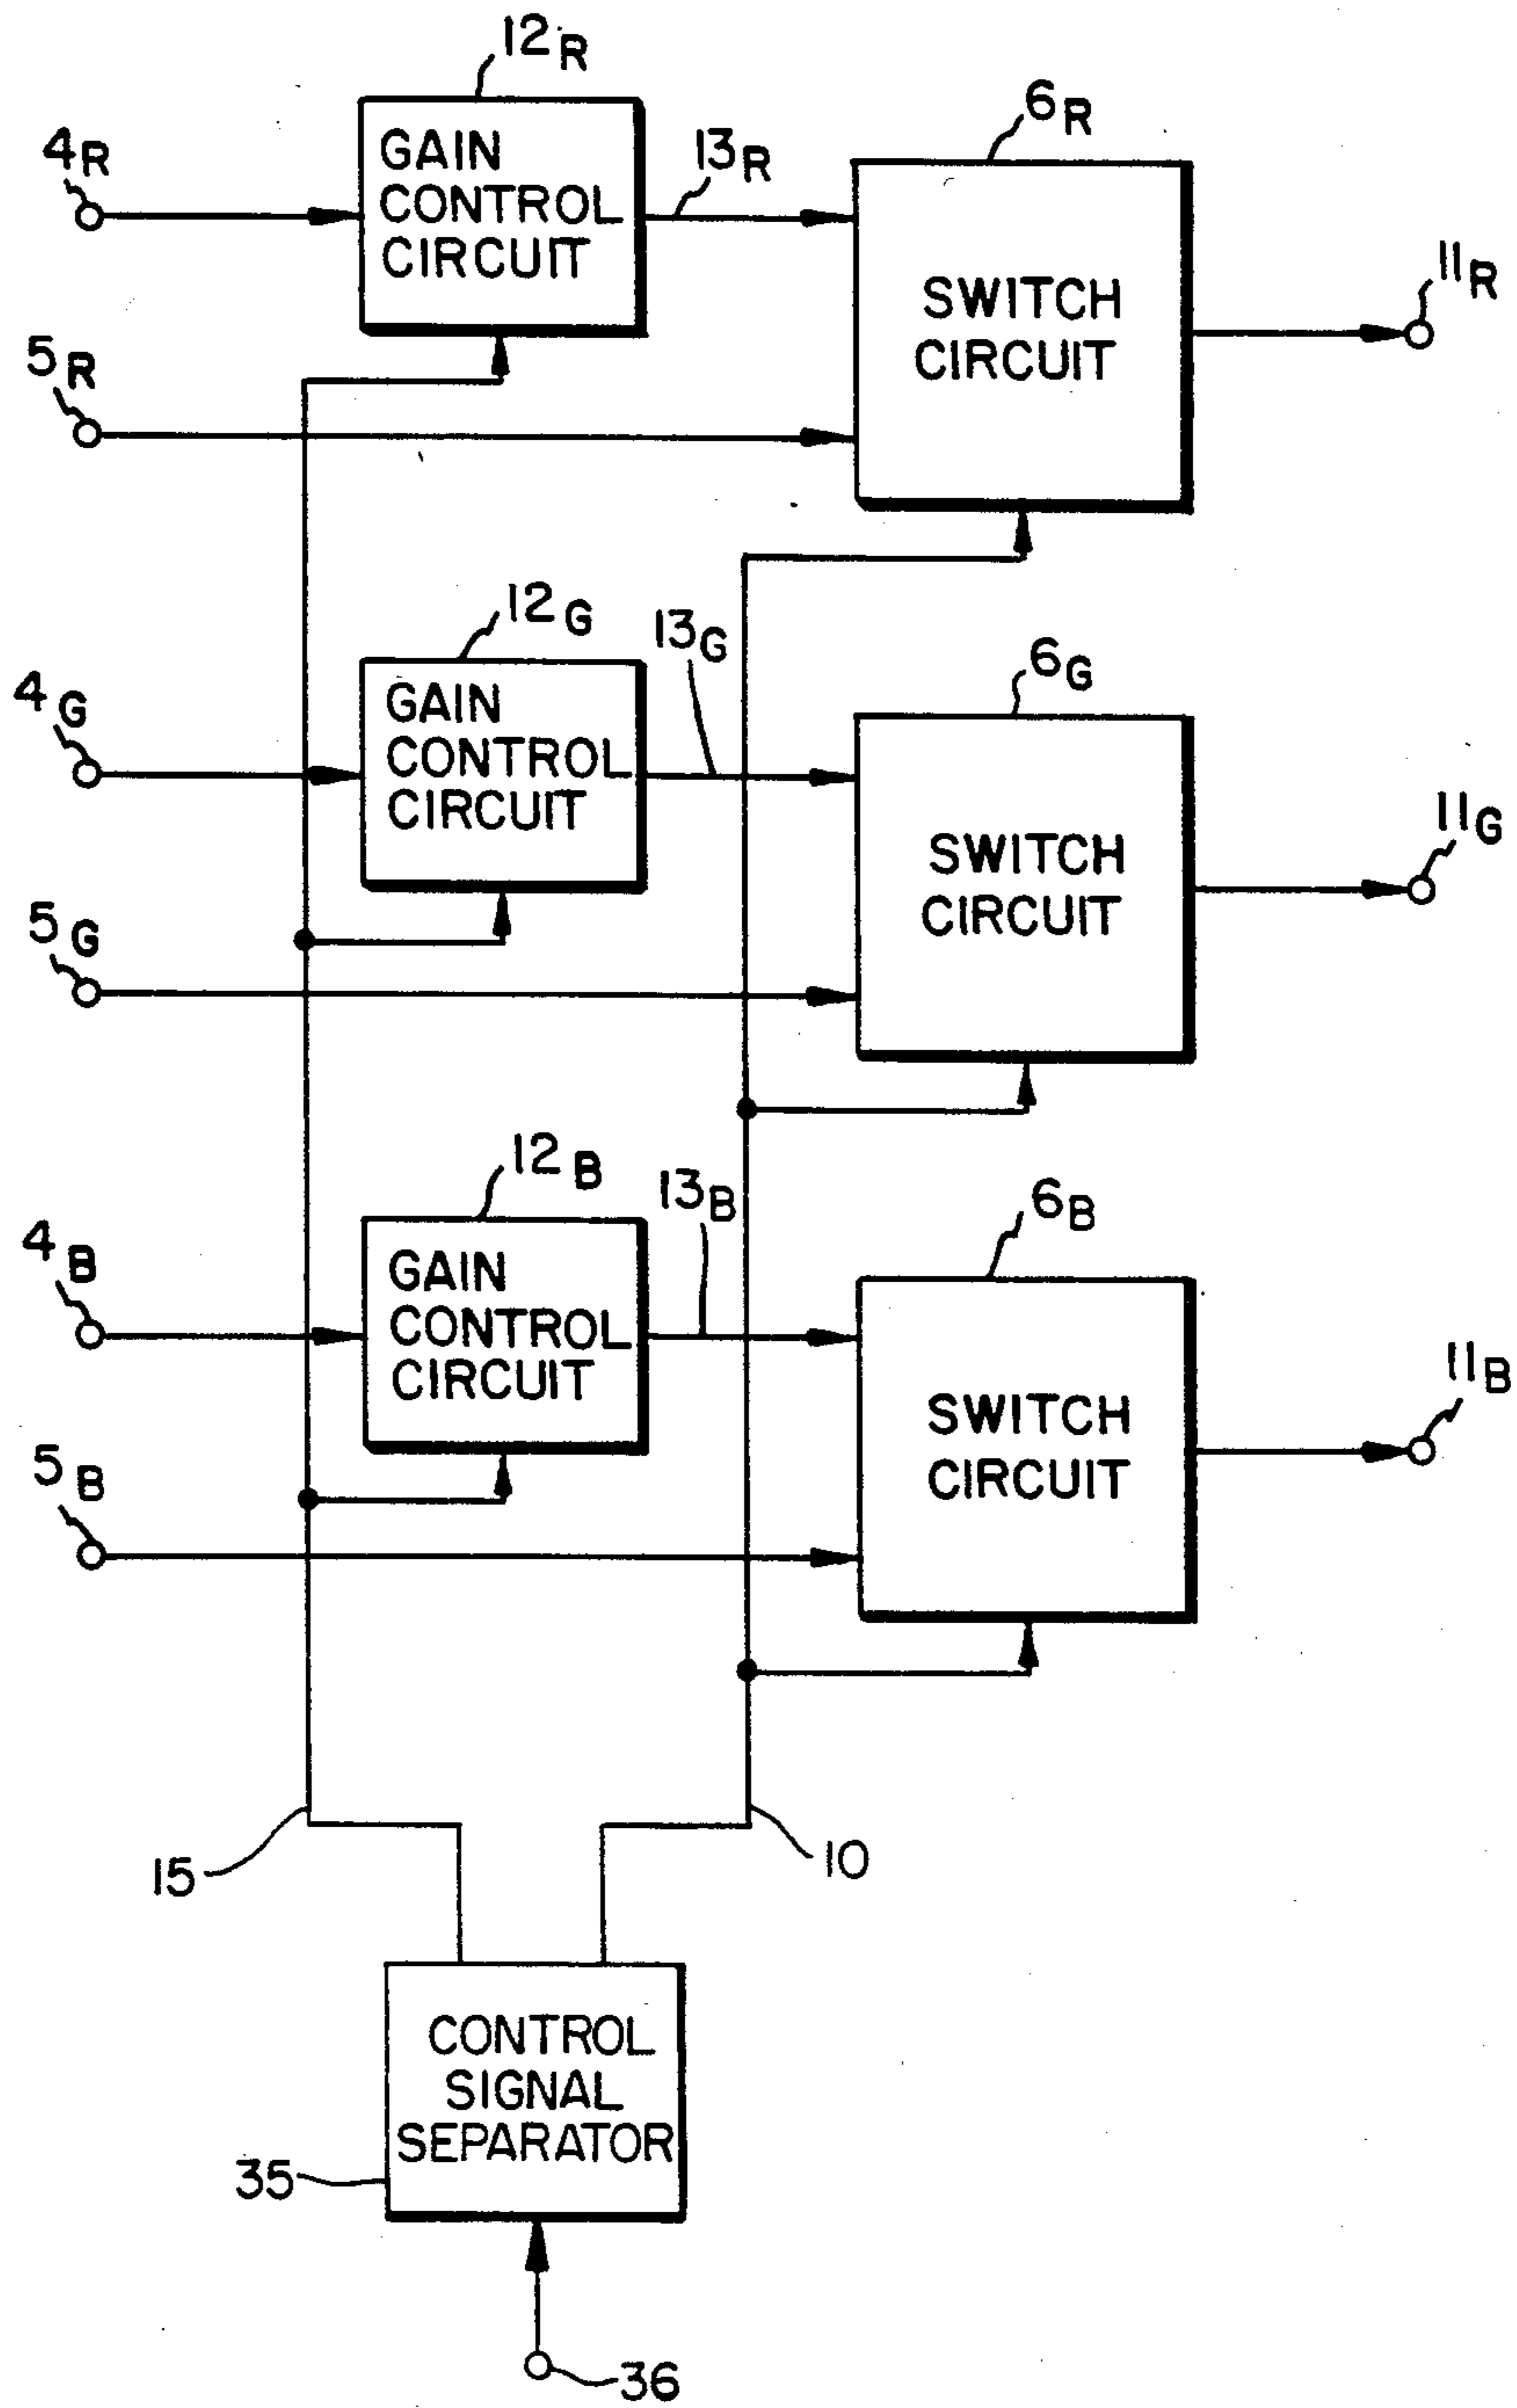 12R
6R
4R
GAIN
CONTROL
CIRCUIT
13R
SWITCH
CIRCUIT
11R
5R
12G
13G
6G
4G
GAIN
CONTROL
CIRCUIT
SWITCH
CIRCUIT
11G
5G
12B
13B
6B
4B
GAIN
CONTROL
CIRCUIT
SWITCH
CIRCUIT
11B
5B
15
10
CONTROL
SIGNAL
SEPARATOR
35
36